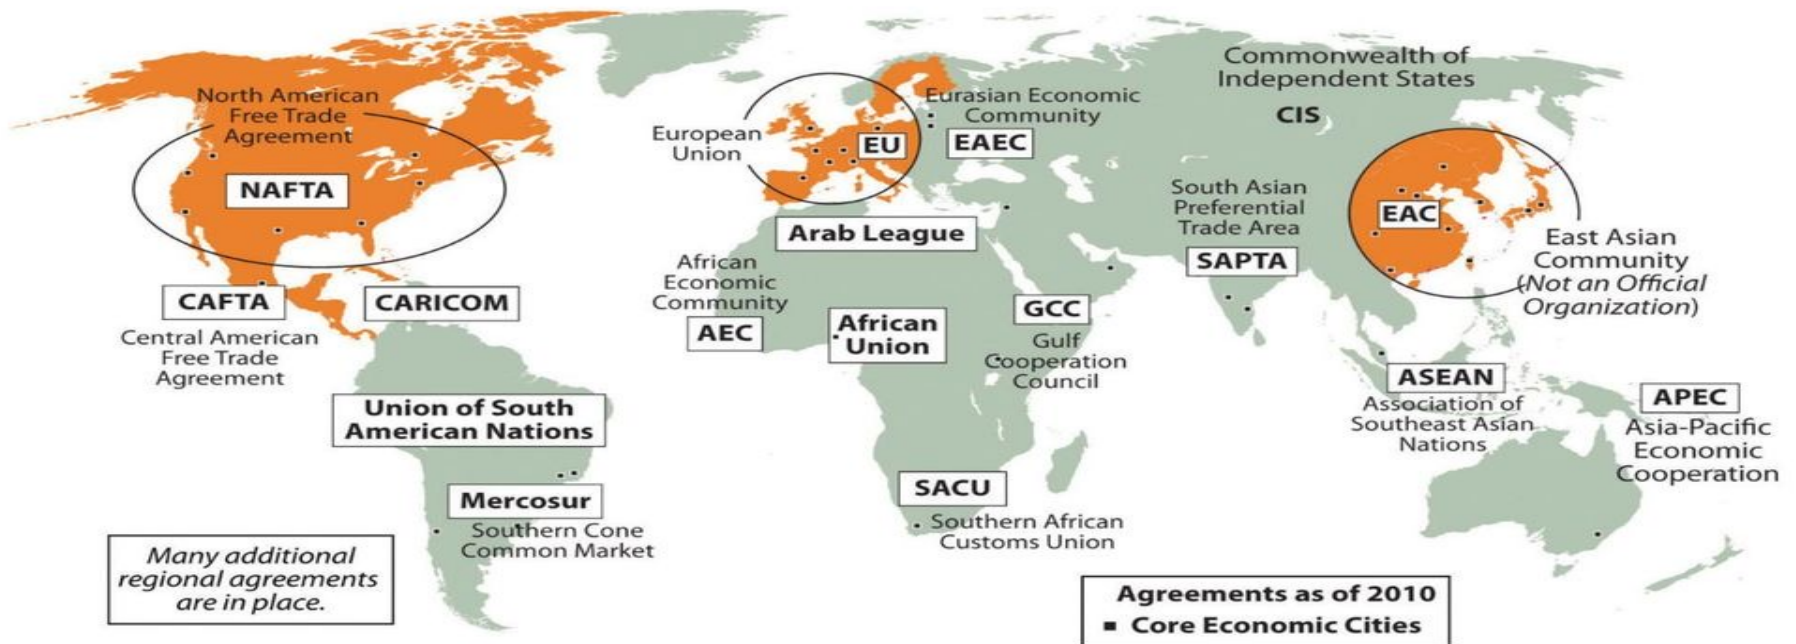 North American
Free Trade
Agreement
NAFTA
CAFTA
Central American
Free Trade
Agreement
CARICOM
Union of South
American Nations
Mercosur
Southern Cone
Common Market
Many additional
regional agreements
are in place.
European
Union
EU
Eurasian Economic
Community
EAEC
Arab League
African
Economic
Community
AEC
African
Union
GCC
Gulf
Cooperation
Council
SACU
Southern African
Customs Union
Commonwealth of
Independent States
CIS
South Asian
Preferential
Trade Area
SAPTA
EAC
East Asian
Community
(Not an Official
Organization)
ASEAN
Association of
Southeast Asian
Nations
APEC
Asia-Pacific
Economic
Cooperation
Agreements as of 2010
Core Economic Cities